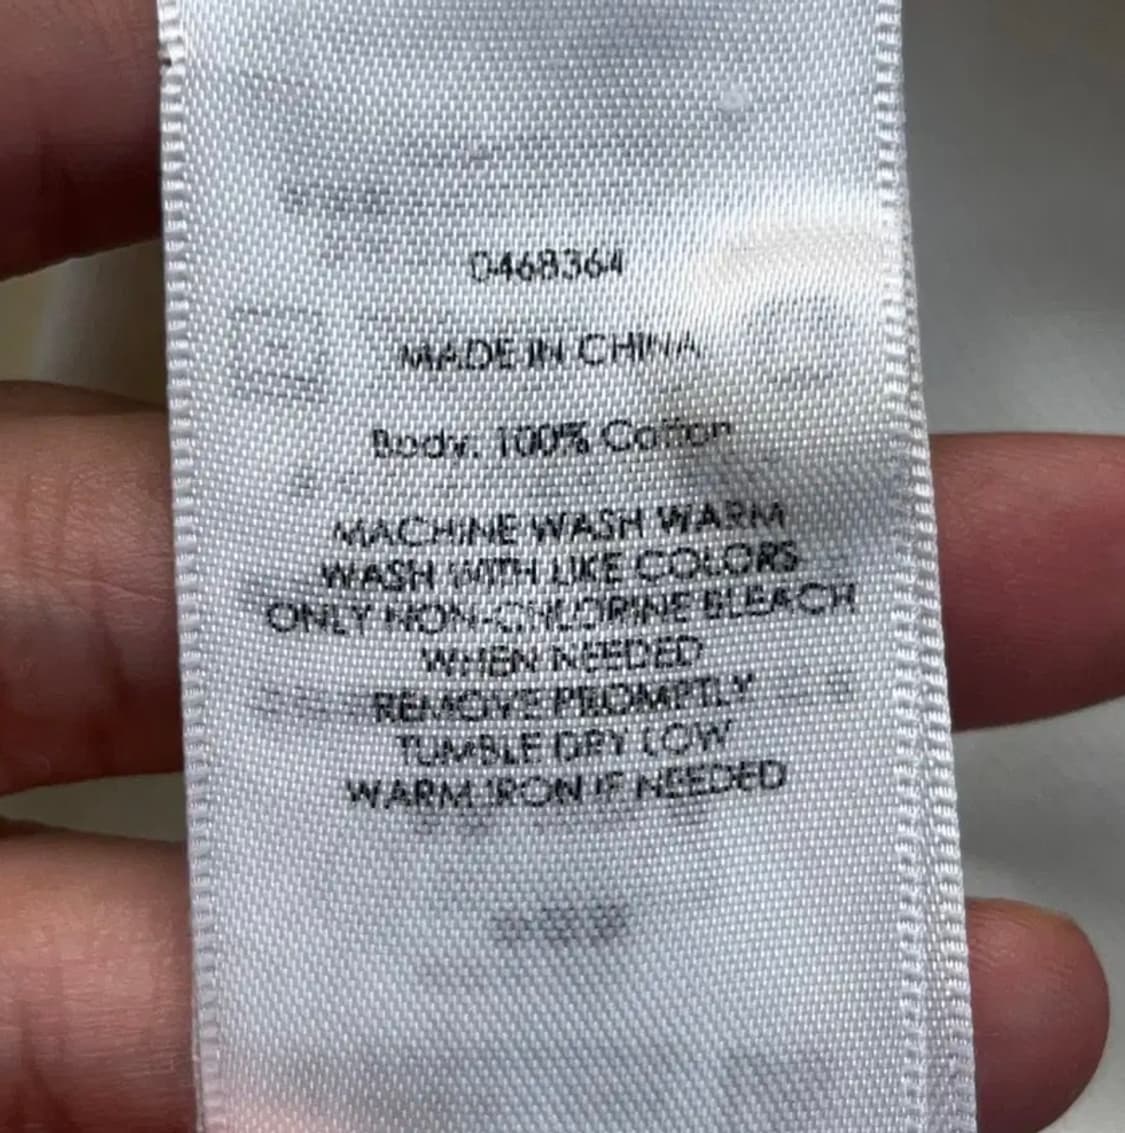 0468364
MADE IN CHINA
Body: 100% Cotton
MACHINE WASH WARM
WASH WITH LIKE COLORS
ONLY NON-CHLORINE BLEACH
WHEN NEEDED
REMOVE PROMPTLY
TUMBLE DRY LOW
WARM IRON IF NEEDED